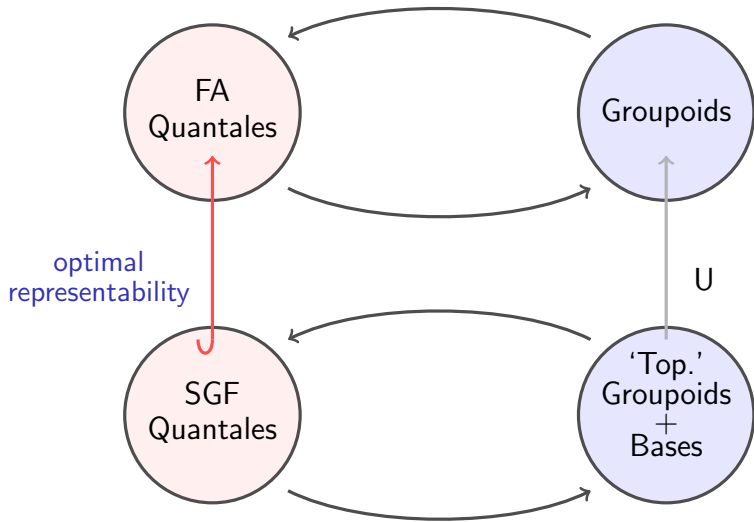 FA
Quantales
Groupoids
optimal
representability
U
SGF
Quantales
‘Top.’
Groupoids
+
Bases